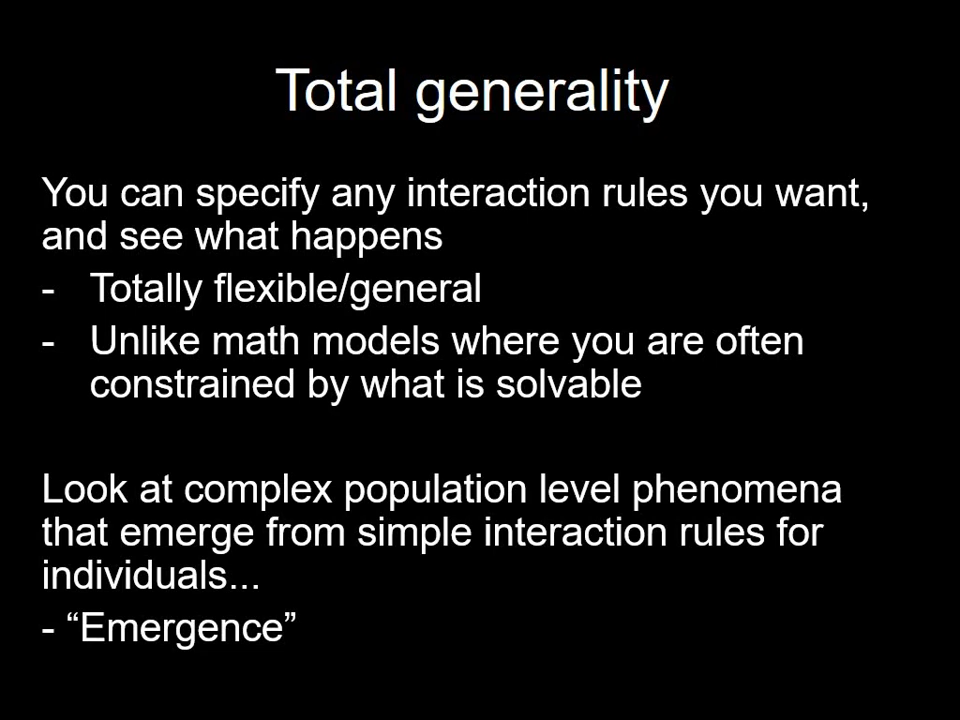 Total generality
You can specify any interaction rules you want,
and see what happens
- Totally flexible/general
- Unlike math models where you are often
constrained by what is solvable
Look at complex population level phenomena
that emerge from simple interaction rules for
individuals...
- “Emergence”